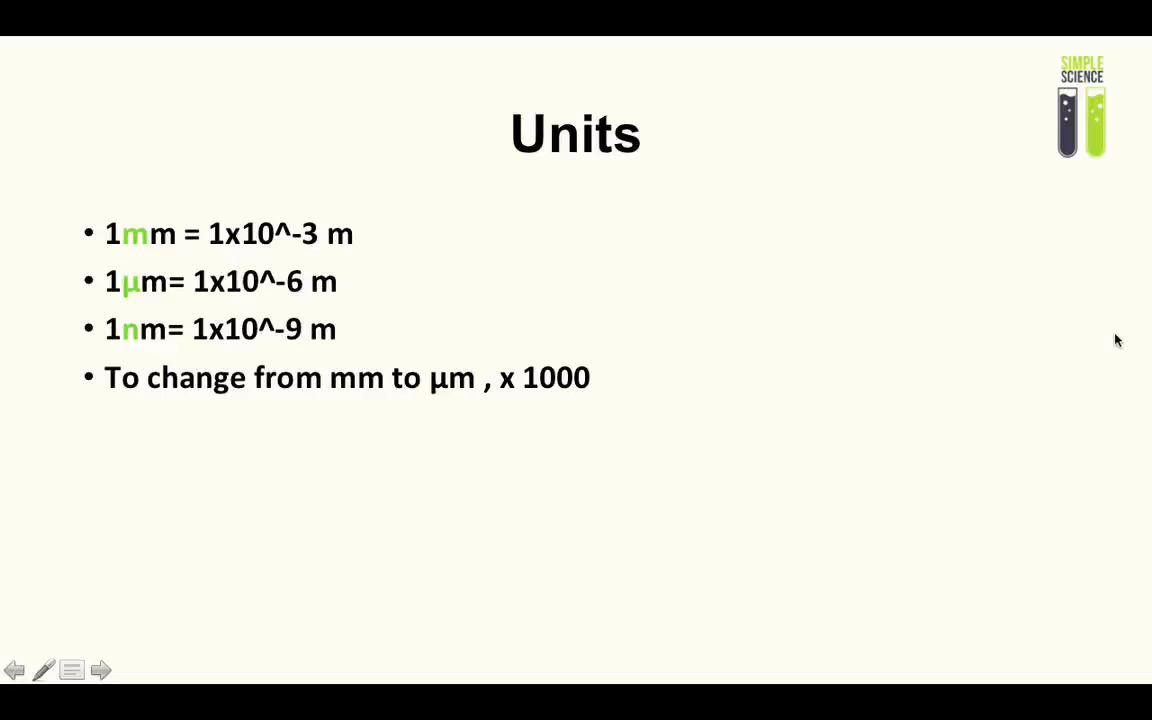 SIMPLE
SCIENCE
Units
• 1mm = 1x10^-3 m
• 1μm= 1x10^-6 m
• 1nm= 1x10^-9 m
• To change from mm to μm , x 1000